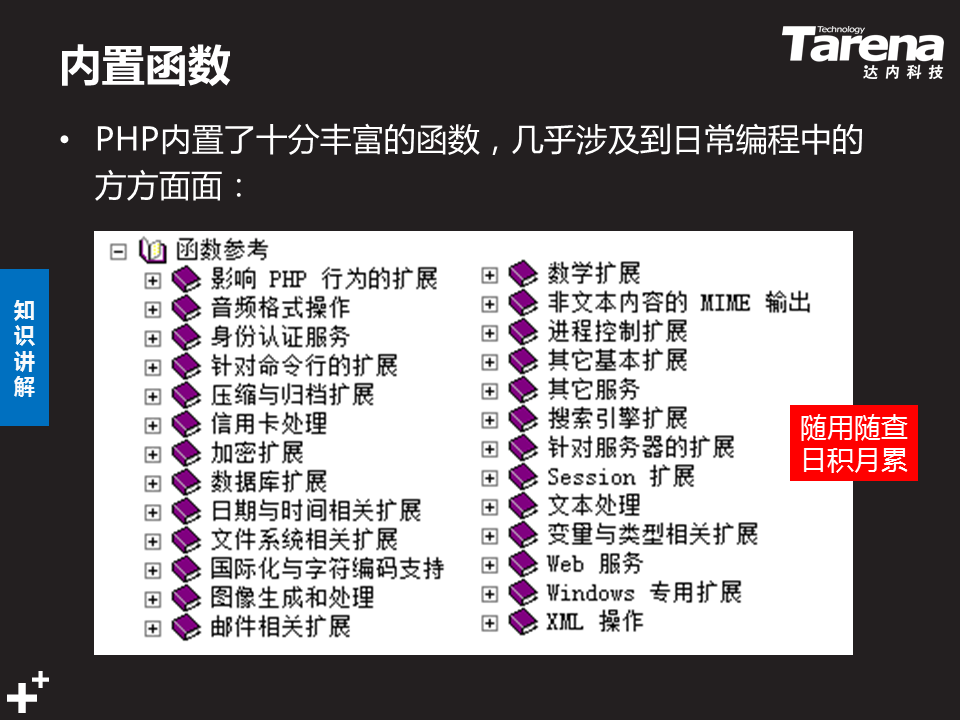 内置函数
Technology
Tarena
达内科技
• PHP内置了十分丰富的函数，几乎涉及到日常编程中的
方方面面：
知
识
讲
解
函数参考
影响 PHP 行为的扩展
音频格式操作
身份认证服务
针对命令行的扩展
压缩与归档扩展
信用卡处理
加密扩展
数据库扩展
日期与时间相关扩展
文件系统相关扩展
国际化与字符编码支持
图像生成和处理
邮件相关扩展
数学扩展
非文本内容的 MIME 输出
进程控制扩展
其它基本扩展
其它服务
搜索引擎扩展
针对服务器的扩展
Session 扩展
文本处理
变量与类型相关扩展
Web 服务
Windows 专用扩展
XML 操作
随用随查
日积月累